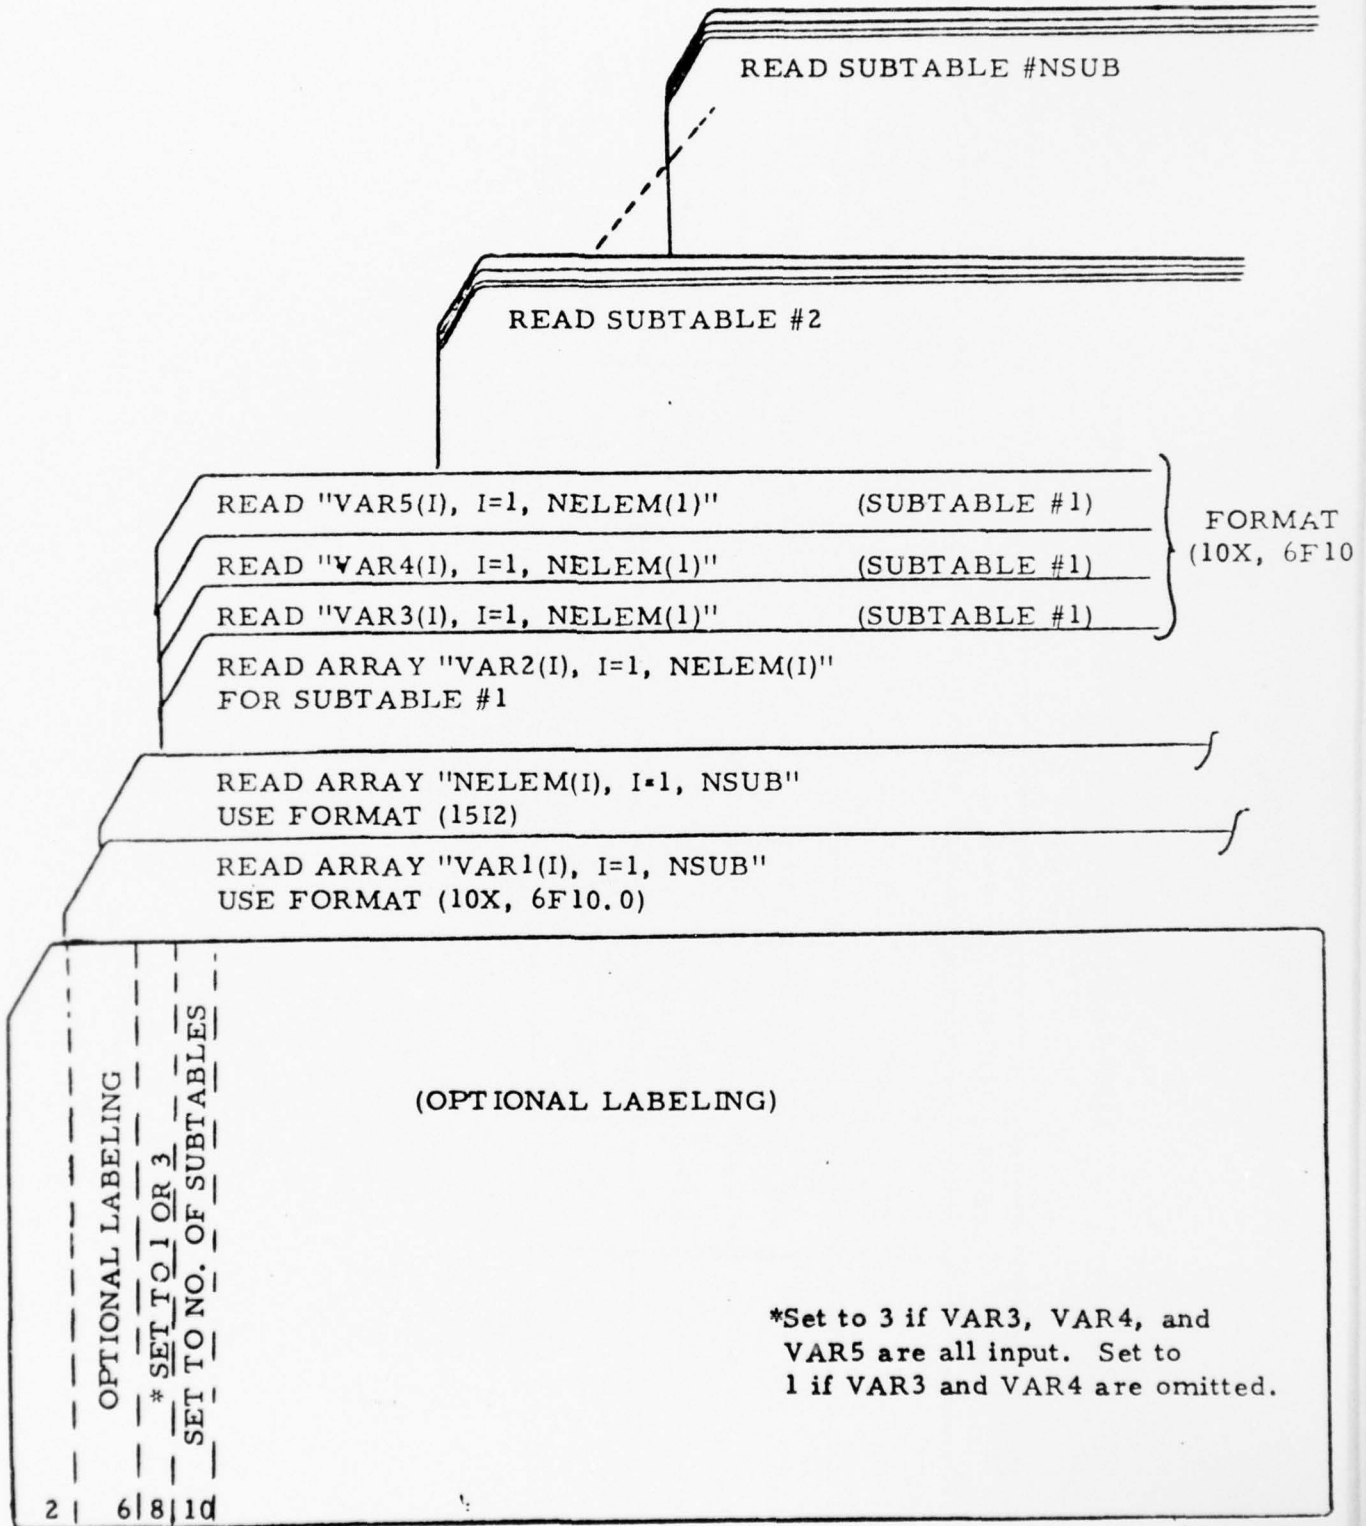 READ SUBTABLE #NSUB
READ SUBTABLE #2
READ "VAR5(I), I=1, NELEM(1)" (SUBTABLE #1)
READ "VAR4(I), I=1, NELEM(1)" (SUBTABLE #1)
READ "VAR3(I), I=1, NELEM(1)" (SUBTABLE #1)
FORMAT
(10X, 6F10
READ ARRAY "VAR2(I), I=1, NELEM(I)"
FOR SUBTABLE #1
READ ARRAY "NELEM(I), I=1, NSUB"
USE FORMAT (15I2)
READ ARRAY "VAR1(I), I=1, NSUB"
USE FORMAT (10X, 6F10.0)
OPTIONAL LABELING
* SET TO 1 OR 3
SET TO NO. OF SUBTABLES
(OPTIONAL LABELING)
*Set to 3 if VAR3, VAR4, and
VAR5 are all input. Set to
1 if VAR3 and VAR4 are omitted.
2 6 8 10